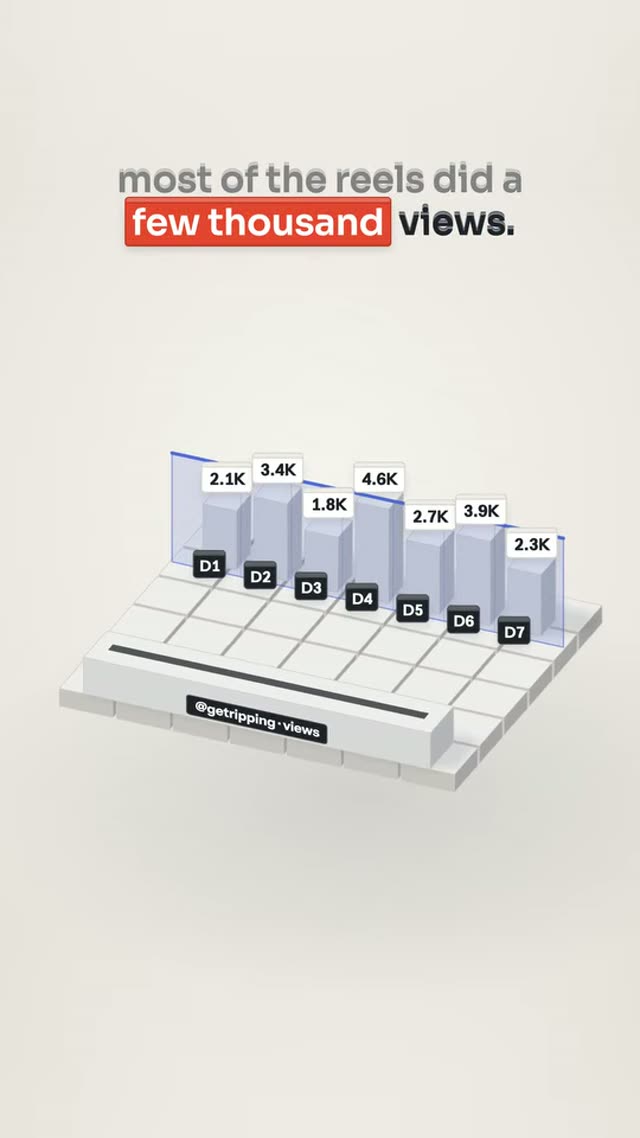 most of the reels did a
few thousand views.
2.1K
3.4K
1.8K
4.6K
2.7K
3.9K
2.3K
D1
D2
D3
D4
D5
D6
D7
@getripping·views